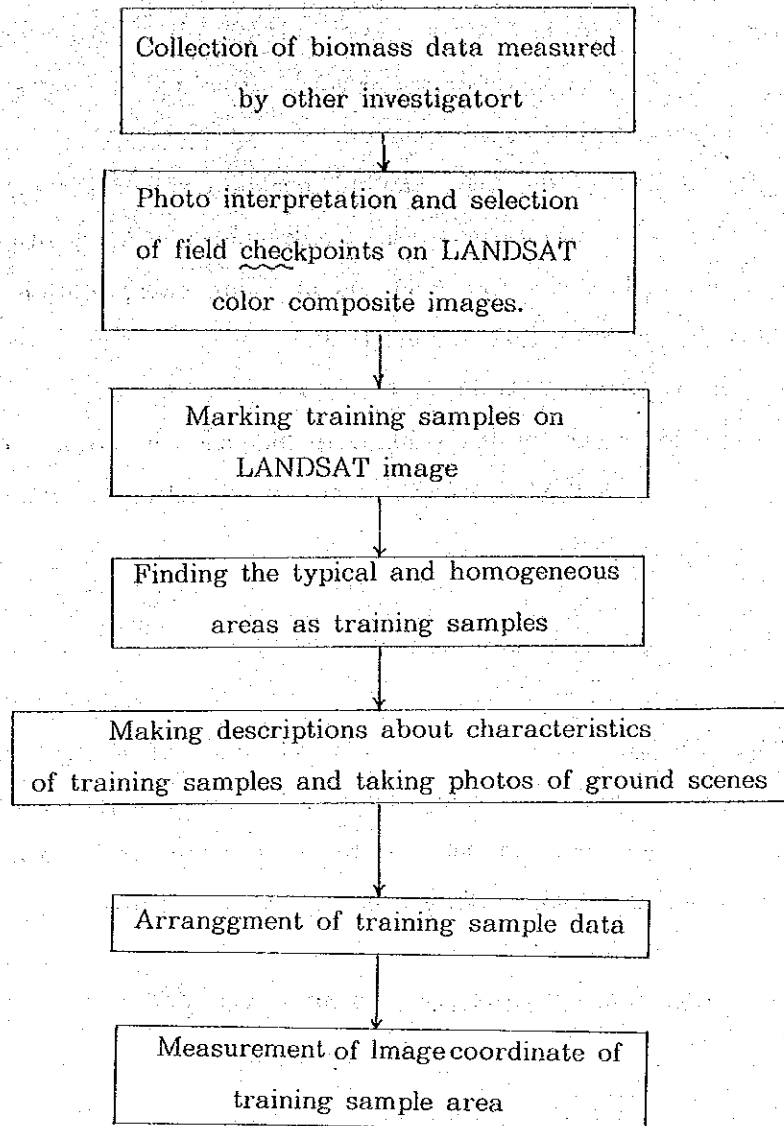 Collection of biomass data measured
by other investigatort
Photo interpretation and selection
of field checkpoints on LANDSAT
color composite images.
Marking training samples on
LANDSAT image
Finding the typical and homogeneous
areas as training samples
Making descriptions about characteristics
of training samples and taking photos of ground scenes
Arranggment of training sample data
Measurement of Image coordinate of
training sample area